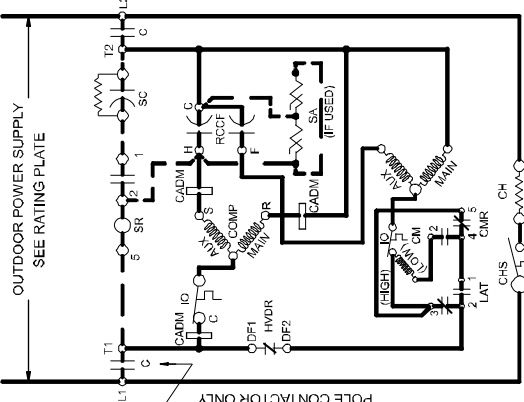 OUTDOOR POWER SUPPLY
SEE RATING PLATE
L2
C
T2
SC
1
2
SR
5
T1
C
L1
C
RCCF
H
F
CADM
S
COMP
AUX
MAIN
R
CADM
IO
C
CADM
DF1
HVDR
DF2
SA
(IF USED)
AUX
MAIN
IO
CM
(LOW)
(HIGH)
2
5
4
CMR
3
1
2
LAT
CH
CHS
POLE CONTACTOR ONLY